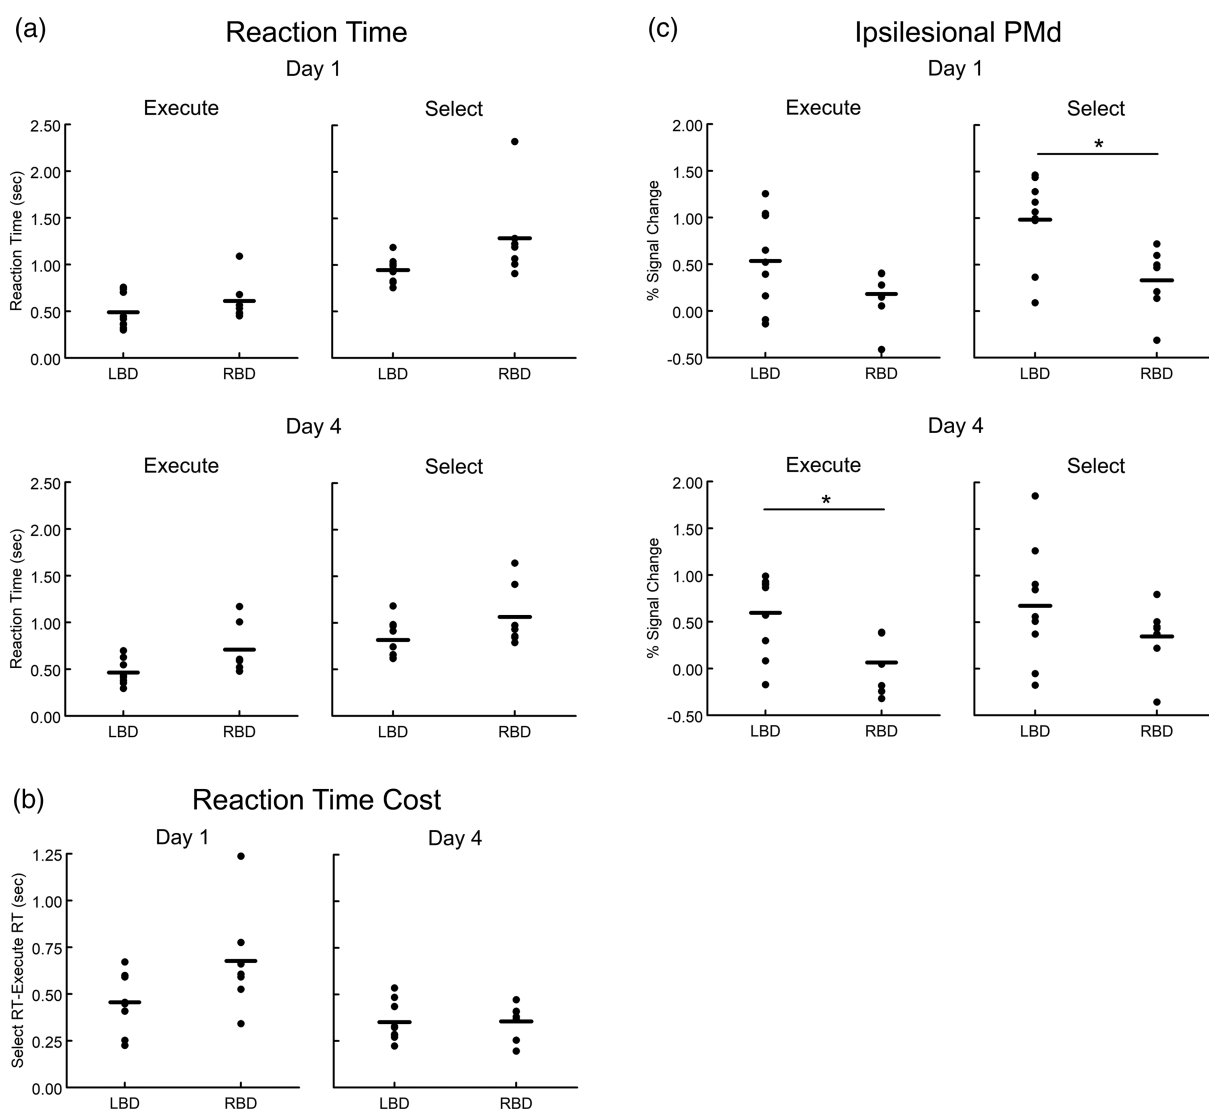 (a) Reaction Time
Day 1
Execute Select
Reaction Time (sec)
2.50
2.00
1.50
1.00
0.50
0.00
LBD RBD LBD RBD
Day 4
Execute Select
Reaction Time (sec)
2.50
2.00
1.50
1.00
0.50
0.00
LBD RBD LBD RBD
(b) Reaction Time Cost
Day 1 Day 4
Select RT-Execute RT (sec)
1.25
1.00
0.75
0.50
0.25
0.00
LBD RBD LBD RBD
(c) Ipsilesional PMd
Day 1
Execute Select
% Signal Change
2.00
1.50
1.00
0.50
0.00
-0.50
*
LBD RBD LBD RBD
Day 4
Execute Select
% Signal Change
2.00
1.50
1.00
0.50
0.00
-0.50
*
LBD RBD LBD RBD